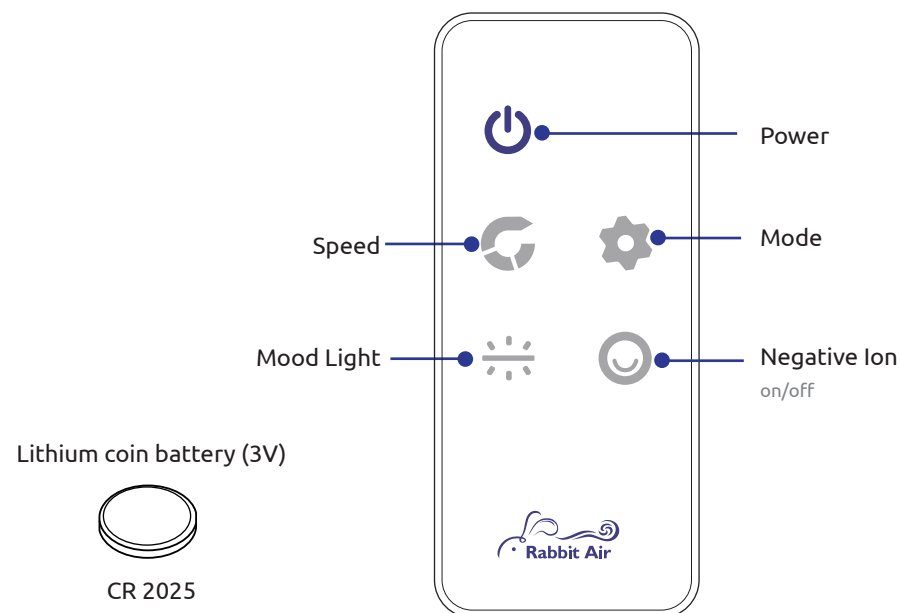 Power
Speed
Mode
Mood Light
Negative Ion
on/off
Lithium coin battery (3V)
Rabbit Air
CR 2025